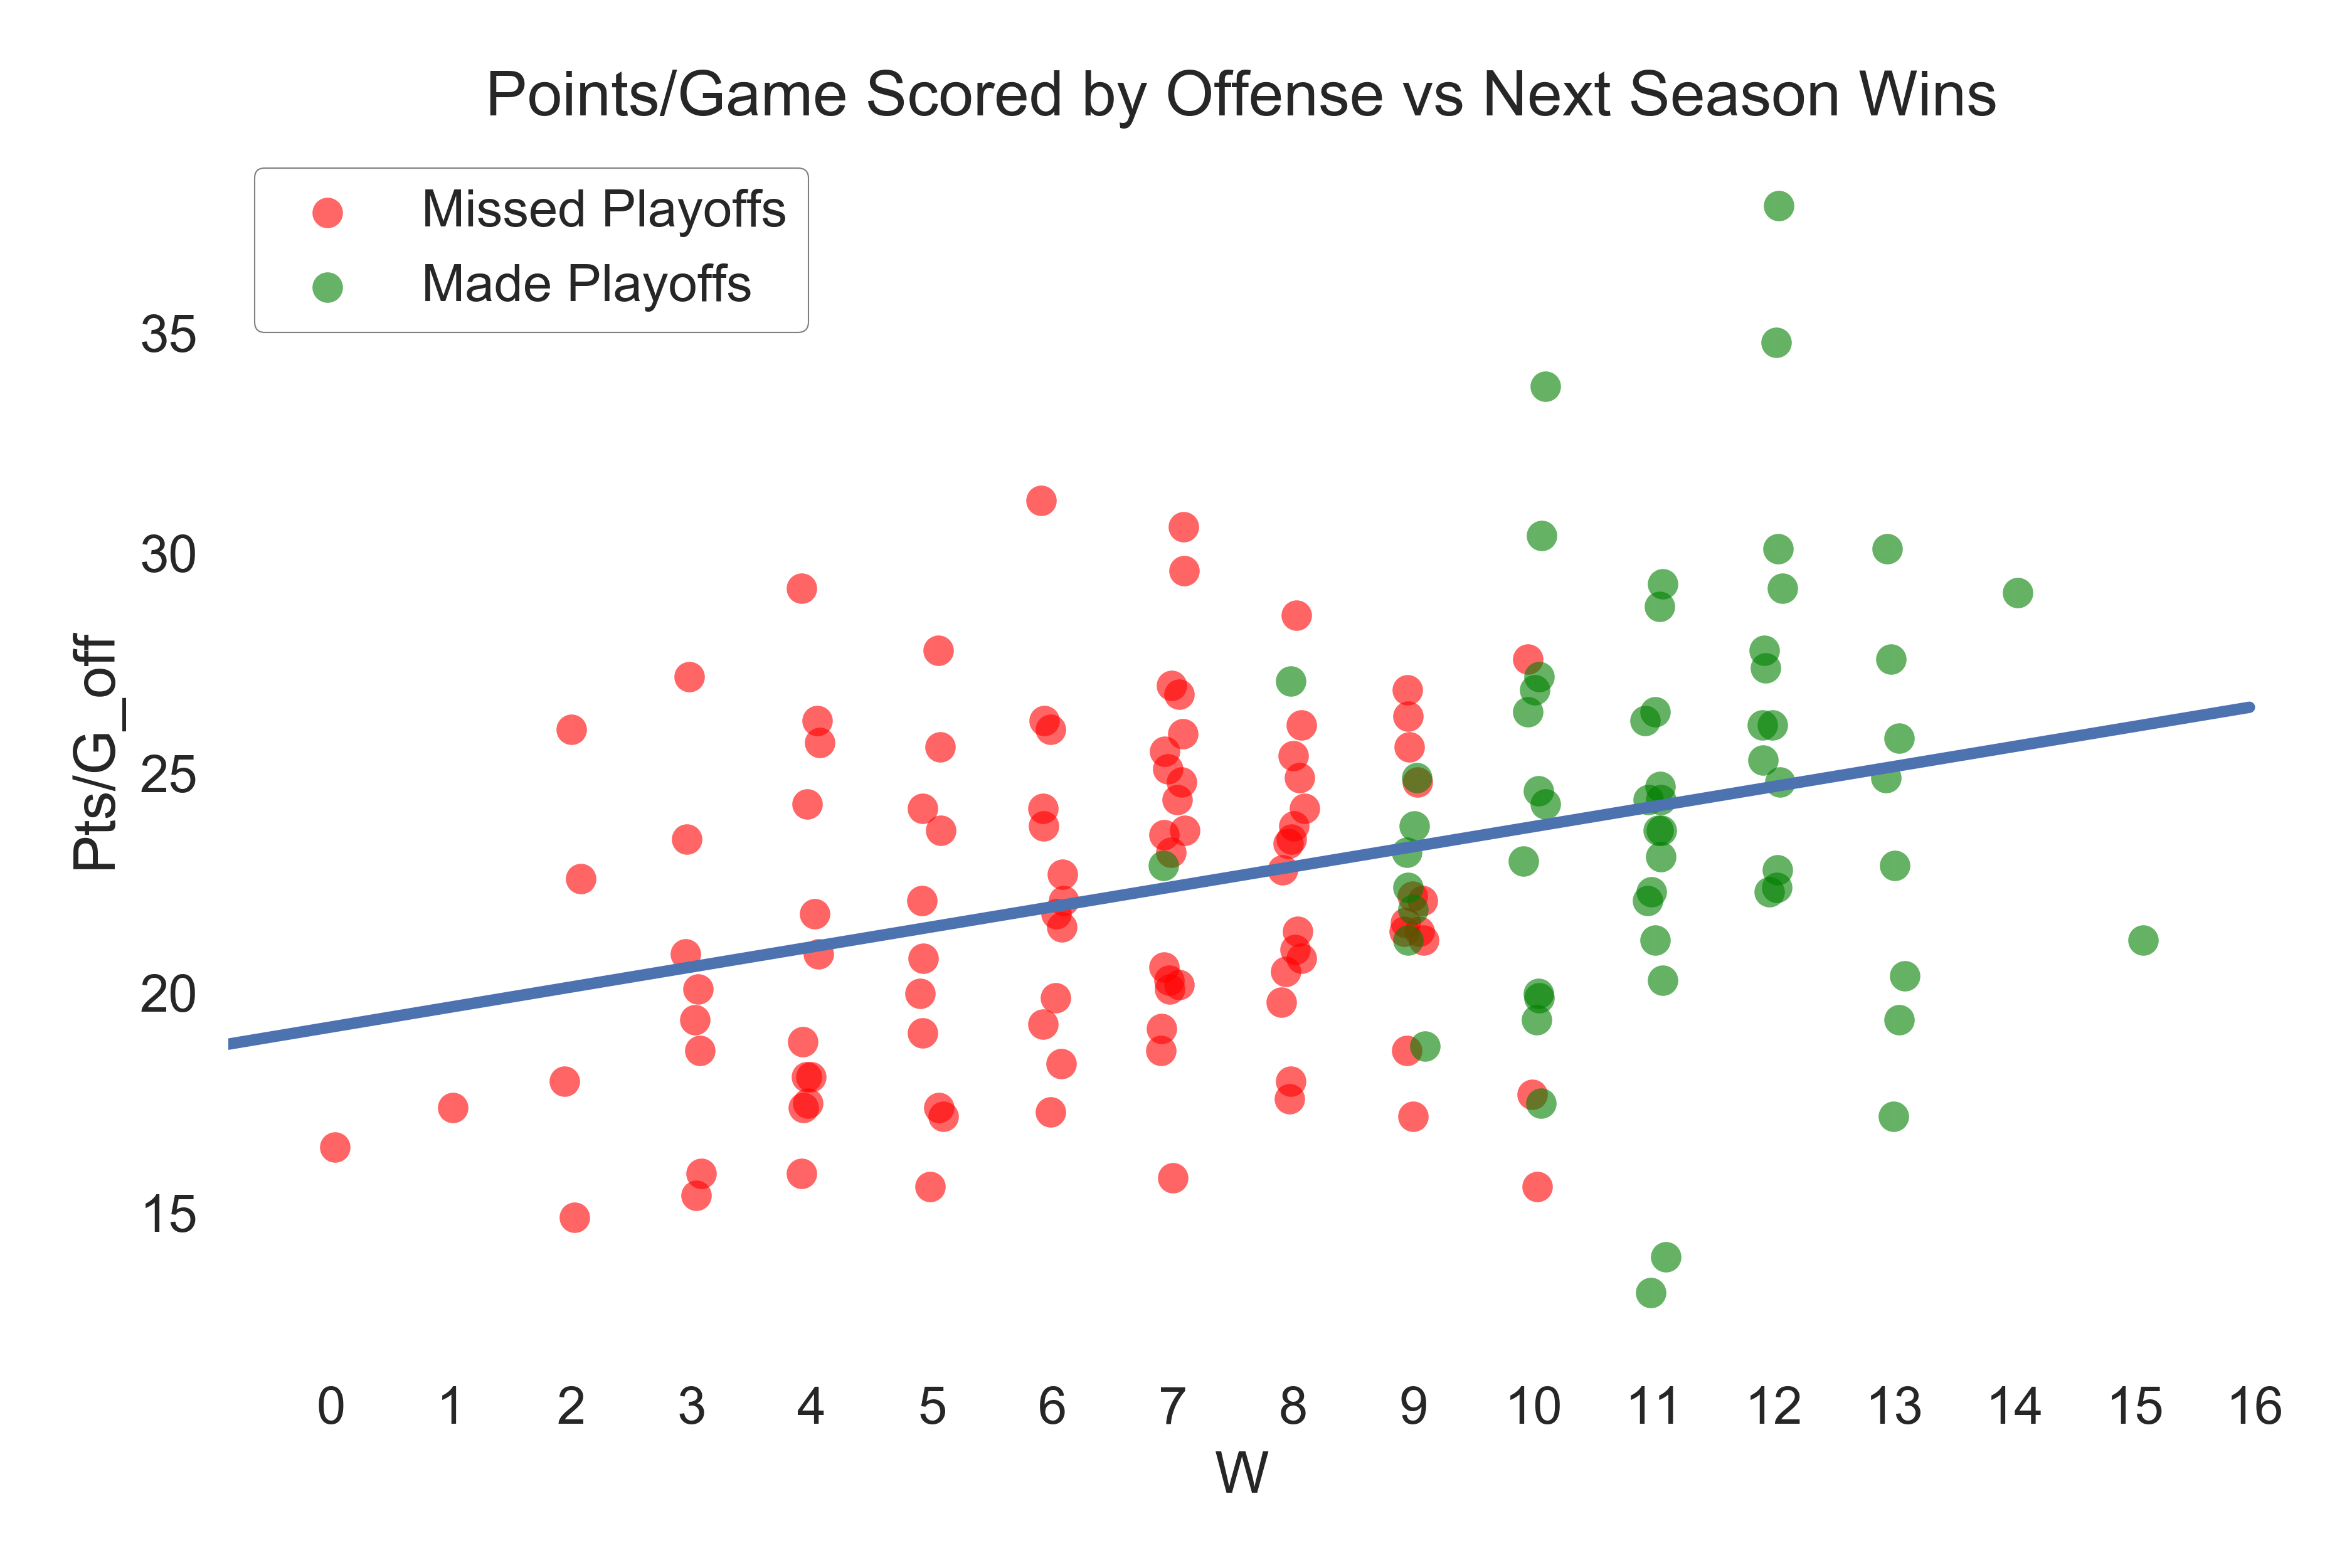 Points/Game Scored by Offense vs Next Season Wins
Missed Playoffs
Made Playoffs
35
30
25
20
15
Pts/G_off
0 1 2 3 4 5 6 7 8 9 10 11 12 13 14 15 16
W